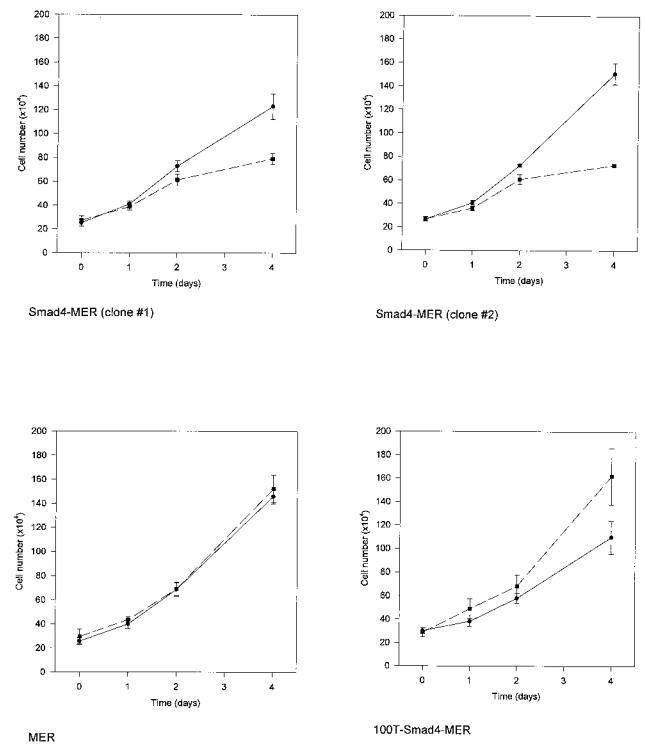 200
180
160
140
120
100
80
60
40
20
0
Cell number (x10⁴)
0 1 2 3 4
Time (days)
Smad4-MER (clone #1)
200
180
160
140
120
100
80
60
40
20
0
Cell number (x10⁴)
0 1 2 3 4
Time (days)
Smad4-MER (clone #2)
200
180
160
140
120
100
80
60
40
20
0
Cell number (x10⁴)
0 1 2 3 4
Time (days)
MER
200
180
160
140
120
100
80
60
40
20
0
Cell number (x10⁴)
0 1 2 3 4
Time (days)
100T-Smad4-MER